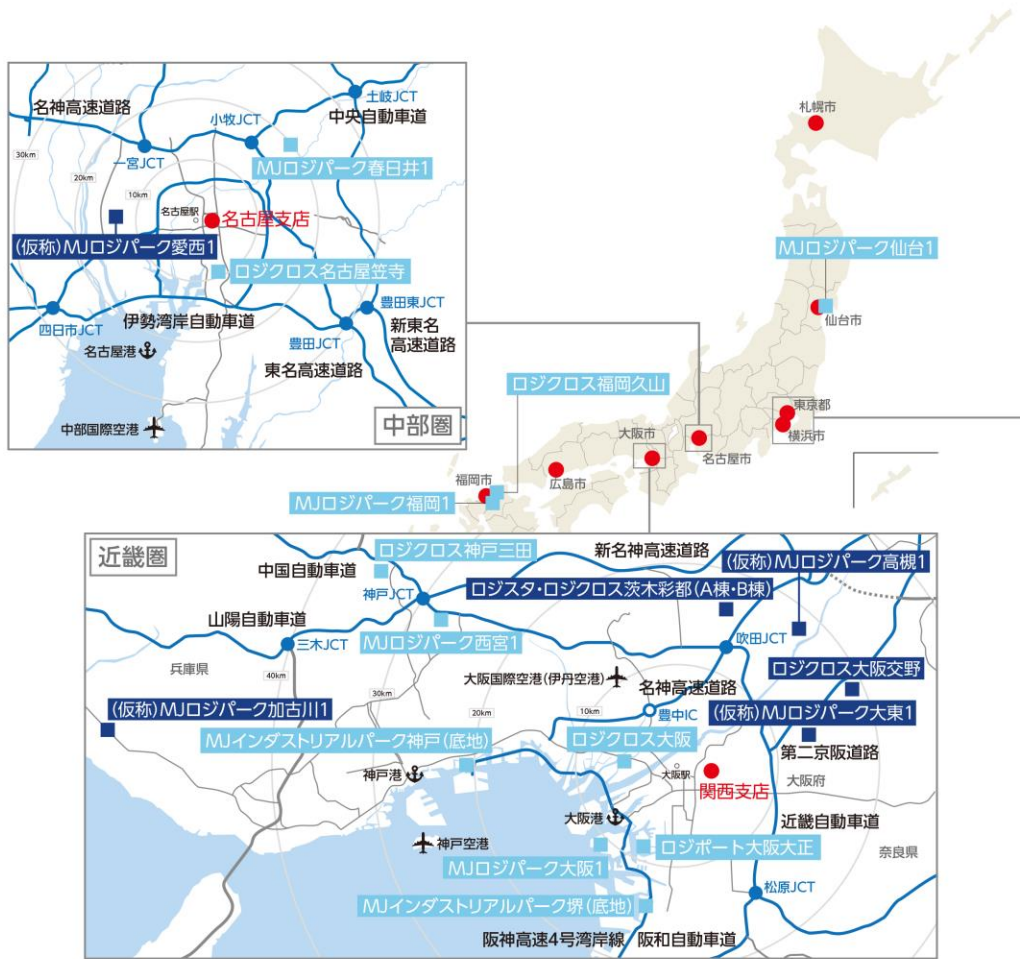 札幌市
MJロジパーク仙台1
仙台市
東京都
横浜市
名古屋市
大阪市
広島市
福岡市
ロジクロス福岡久山
MJロジパーク福岡1
名神高速道路
土岐JCT
中央自動車道
小牧JCT
一宮JCT
30km
20km
10km
MJロジパーク春日井1
名古屋駅
名古屋支店
(仮称)MJロジパーク愛西1
ロジクロス名古屋笠寺
豊田東JCT
四日市JCT
伊勢湾岸自動車道
豊田JCT
新東名
高速道路
名古屋港
東名高速道路
中部国際空港
中部圏
近畿圏
ロジクロス神戸三田
新名神高速道路
(仮称)MJロジパーク高槻1
中国自動車道
神戸JCT
ロジスタ・ロジクロス茨木彩都(A棟・B棟)
山陽自動車道
三木JCT
MJロジパーク西宮1
吹田JCT
兵庫県
40km
30km
20km
10km
大阪国際空港(伊丹空港)
名神高速道路
ロジクロス大阪交野
(仮称)MJロジパーク加古川1
豊中IC
(仮称)MJロジパーク大東1
MJインダストリアルパーク神戸(底地)
ロジクロス大阪
第二京阪道路
神戸港
大阪駅
関西支店
大阪府
大阪港
近畿自動車道
神戸空港
ロジポート大阪大正
奈良県
MJロジパーク大阪1
松原JCT
MJインダストリアルパーク堺(底地)
阪神高速4号湾岸線
阪和自動車道